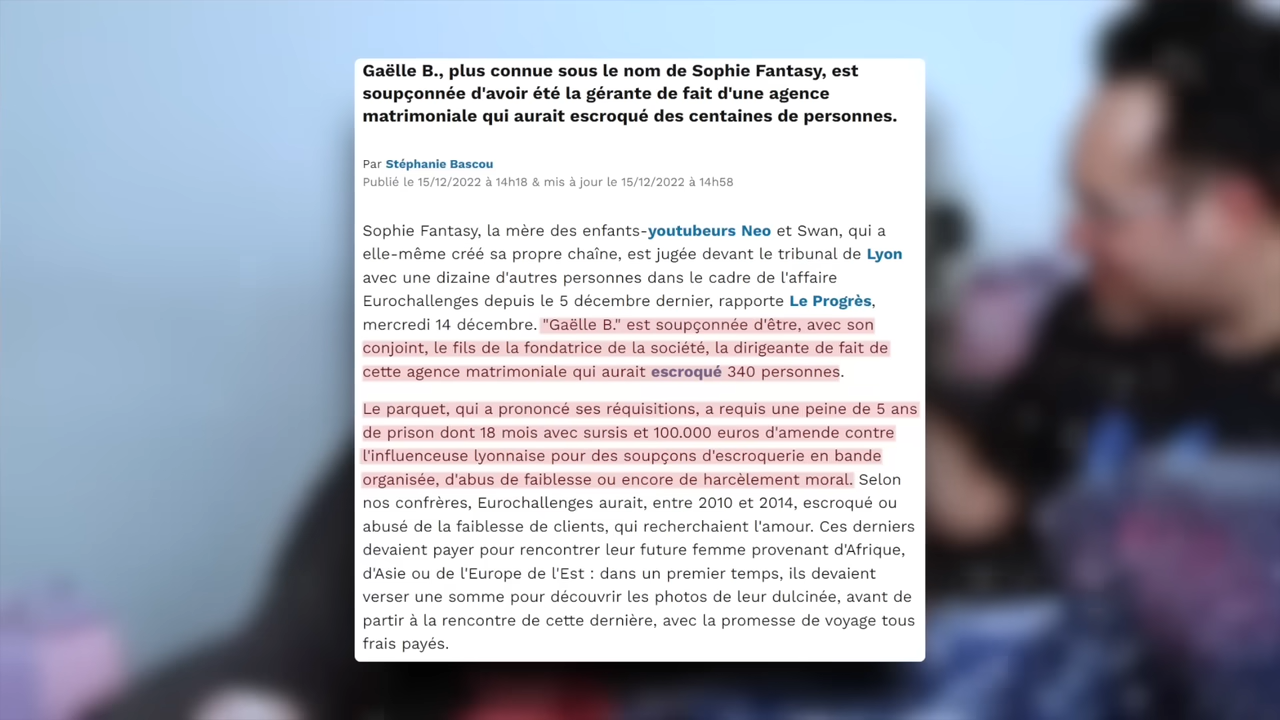 Gaëlle B., plus connue sous le nom de Sophie Fantasy, est
soupçonnée d'avoir été la gérante de fait d'une agence
matrimoniale qui aurait escroqué des centaines de personnes.
Par Stéphanie Bascou
Publié le 15/12/2022 à 14h18 & mis à jour le 15/12/2022 à 14h58
Sophie Fantasy, la mère des enfants-youtubeurs Neo et Swan, qui a
elle-même créé sa propre chaîne, est jugée devant le tribunal de Lyon
avec une dizaine d'autres personnes dans le cadre de l'affaire
Eurochallenges depuis le 5 décembre dernier, rapporte Le Progrès,
mercredi 14 décembre. "Gaëlle B." est soupçonnée d'être, avec son
conjoint, le fils de la fondatrice de la société, la dirigeante de fait de
cette agence matrimoniale qui aurait escroqué 340 personnes.
Le parquet, qui a prononcé ses réquisitions, a requis une peine de 5 ans
de prison dont 18 mois avec sursis et 100.000 euros d'amende contre
l'influenceuse lyonnaise pour des soupçons d'escroquerie en bande
organisée, d'abus de faiblesse ou encore de harcèlement moral. Selon
nos confrères, Eurochallenges aurait, entre 2010 et 2014, escroqué ou
abusé de la faiblesse de clients, qui recherchaient l'amour. Ces derniers
devaient payer pour rencontrer leur future femme provenant d'Afrique,
d'Asie ou de l'Europe de l'Est : dans un premier temps, ils devaient
verser une somme pour découvrir les photos de leur dulcinée, avant de
partir à la rencontre de cette dernière, avec la promesse de voyage tous
frais payés.